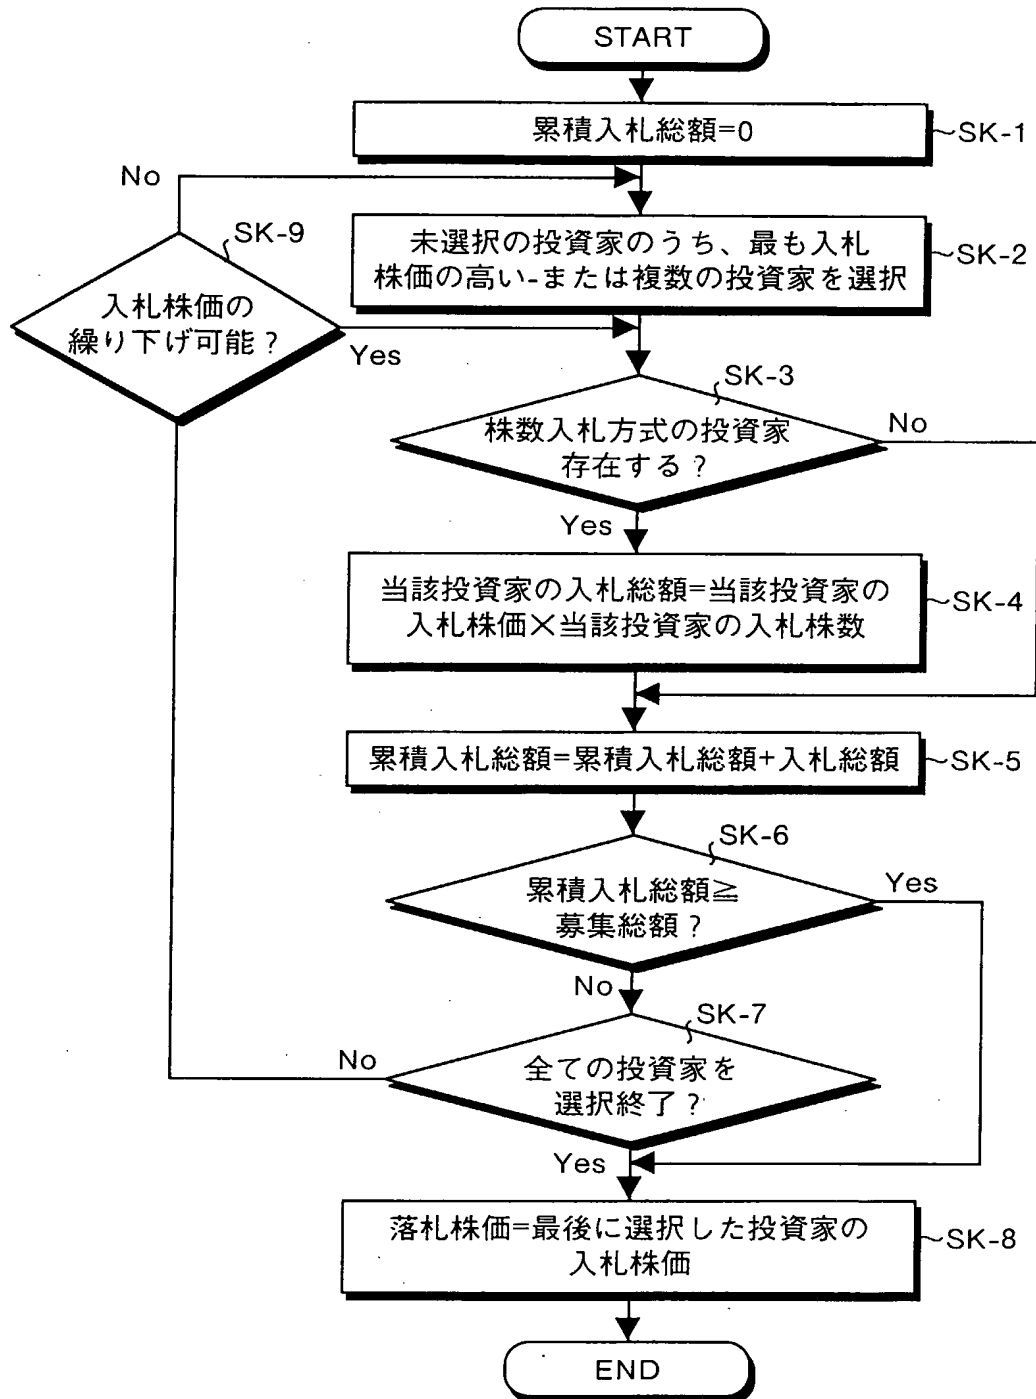 START
累積入札総額=0
SK-1
No
SK-9
未選択の投資家のうち、最も入札
株価の高い-または複数の投資家を選択
SK-2
入札株価の
繰り下げ可能？
Yes
SK-3
株数入札方式の投資家
存在する？
No
Yes
当該投資家の入札総額=当該投資家の
入札株価×当該投資家の入札株数
SK-4
累積入札総額=累積入札総額+入札総額
SK-5
SK-6
累積入札総額≧
募集総額？
Yes
No
SK-7
全ての投資家を
選択終了？
No
Yes
落札株価=最後に選択した投資家の
入札株価
SK-8
END